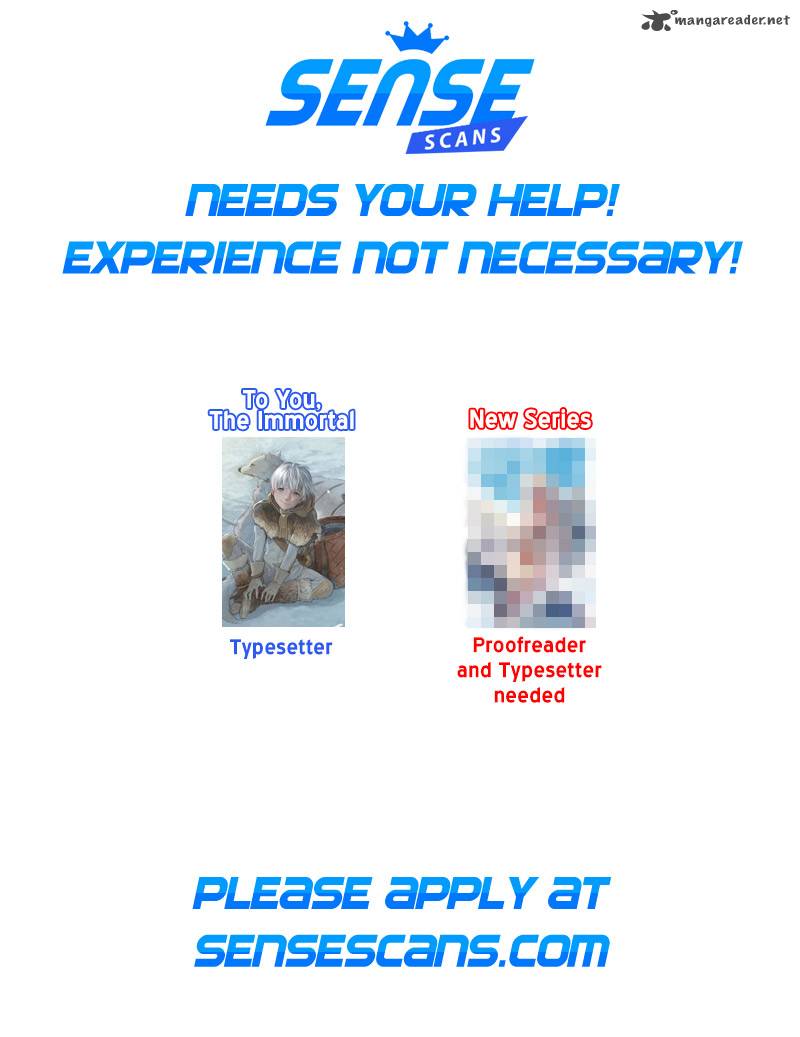 mangareader.net
SENSE
SCANS
NEEDS YOUR HELP!
EXPERIENCE NOT NECESSARY!
To You,
The Immortal
New Series
Typesetter
Proofreader
and Typesetter
needed
PLEASE APPLY AT
SENSESCANS.COM